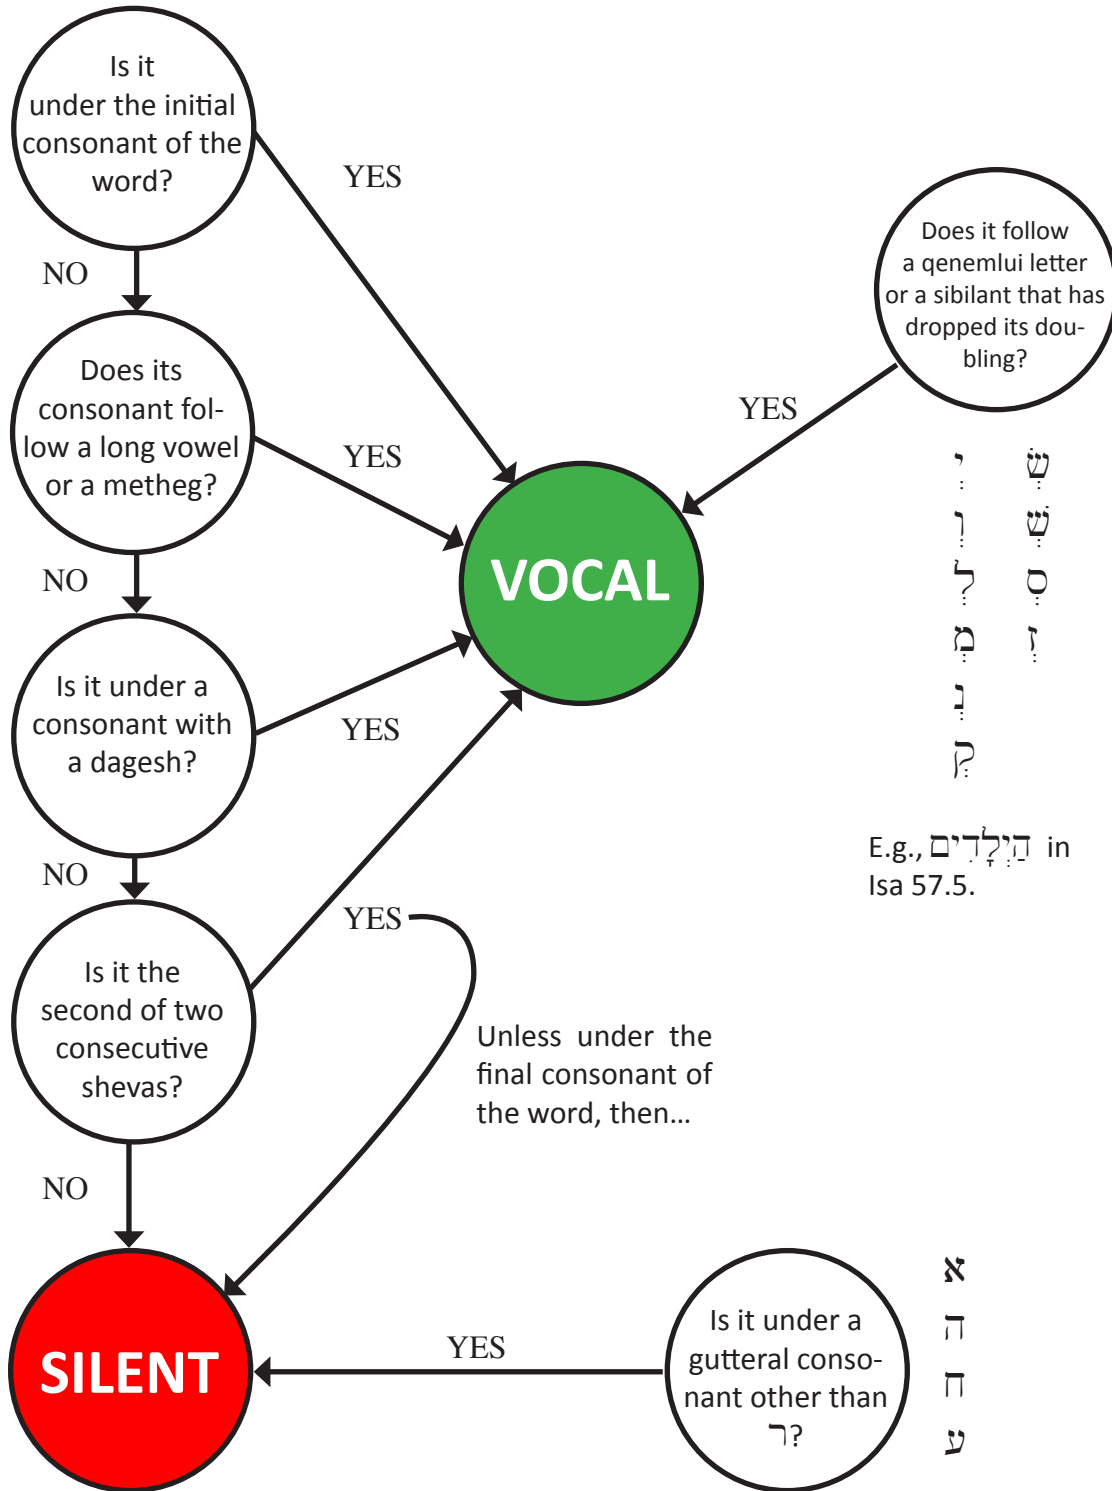 Is it
under the initial
consonant of the
word?
YES
NO
Does its
consonant fol-
low a long vowel
or a metheg?
YES
NO
Is it under a
consonant with
a dagesh?
YES
NO
Is it the
second of two
consecutive
shevas?
YES
NO
Unless under the
final consonant of
the word, then...
VOCAL
Does it follow
a qenemlui letter
or a sibilant that has
dropped its dou-
bling?
YES
יְ שְׂ
וְ שְׁ
לְ סְ
מְ זְ
נְ
קְ
E.g., הַיְלָדִים in
Isa 57.5.
SILENT
YES
Is it under a
gutteral conso-
nant other than
ר?
א
ה
ח
ע